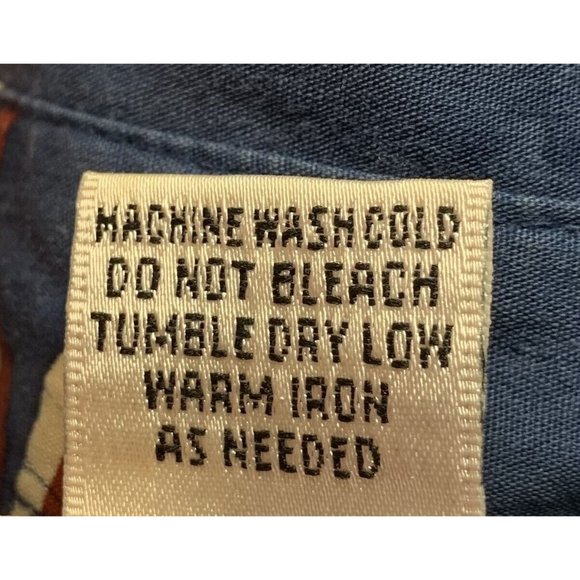 MACHINE WASH COLD
DO NOT BLEACH
TUMBLE DRY LOW
WARM IRON
AS NEEDED